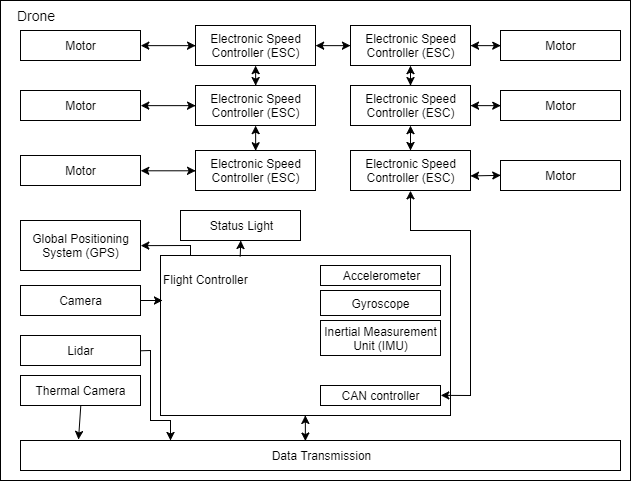 Drone
Motor
Electronic Speed
Controller (ESC)
Electronic Speed
Controller (ESC)
Motor
Motor
Electronic Speed
Controller (ESC)
Electronic Speed
Controller (ESC)
Motor
Motor
Electronic Speed
Controller (ESC)
Electronic Speed
Controller (ESC)
Motor
Global Positioning
System (GPS)
Status Light
Flight Controller
Accelerometer
Camera
Gyroscope
Inertial Measurement
Unit (IMU)
Lidar
Thermal Camera
CAN controller
Data Transmission